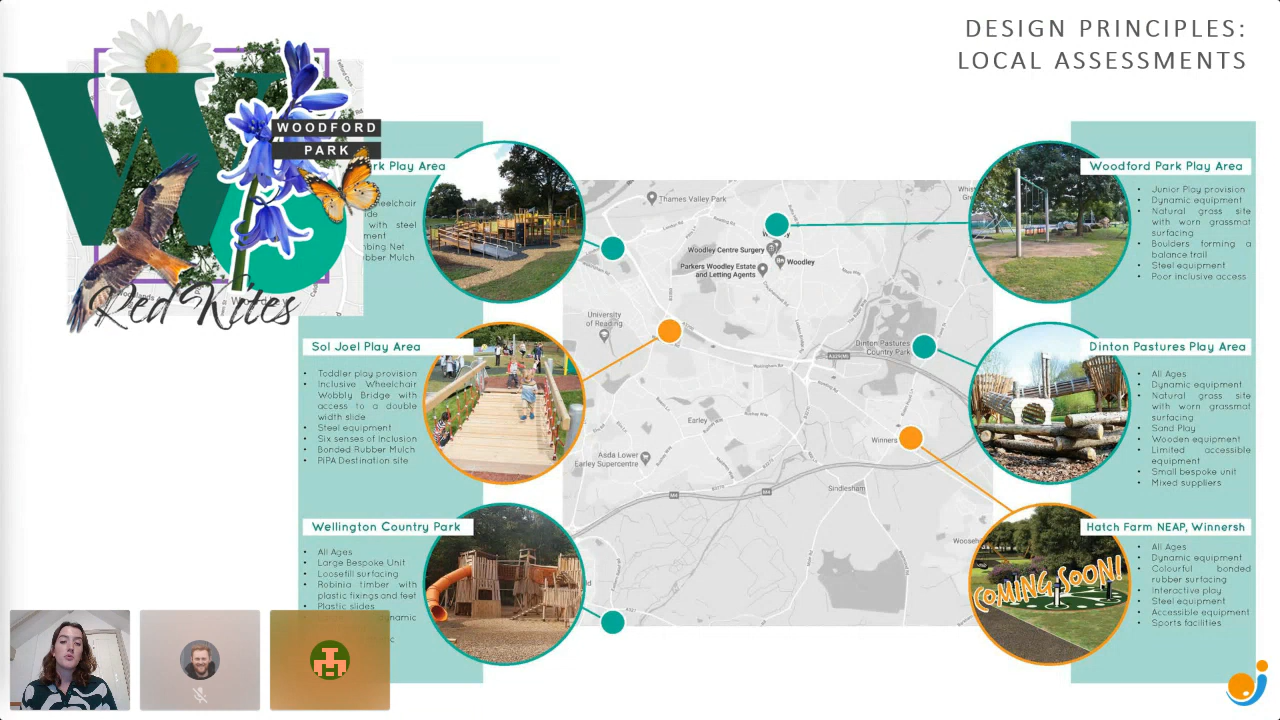 DESIGN PRINCIPLES:
LOCAL ASSESSMENTS
W
WOODFORD
PARK
Red Kites
rk Play Area
heelchair
ide
with steel
ment
bing Net
bber Mulch
Sol Joel Play Area
• Toddler play provision
• Inclusive Wheelchair
Wobbly Bridge with
access to a double
width slide
• Steel equipment
• Six senses of Inclusion
• Bonded Rubber Mulch
• PiPA Destination site
Wellington Country Park
• All Ages
• Large Bespoke Unit
• Loosefill surfacing
• Robinia timber with
plastic fixings and feet
• Plastic slides
ynamic
Thames Valley Park
Woodley Centre Surgery
Woodley
Parkers Woodley Estate
and Letting Agents
University
of Reading
Dinton Pastures
Country Park
A329(M)
Earley
Winners
Asda Lower
Earley Supercentre
M4
M4
Sindlesham
Woodford Park Play Area
• Junior Play provision
• Dynamic equipment
• Natural grass site
with worn grassmat
surfacing
• Boulders forming a
balance trail
• Steel equipment
• Poor inclusive access
Dinton Pastures Play Area
• All Ages
• Dynamic equipment
• Natural grass site
with worn grassmat
surfacing
• Sand Play
• Wooden equipment
• Limited accessible
equipment
• Small bespoke unit
• Mixed suppliers
Hatch Farm NEAP, Winnersh
COMING SOON!
• All Ages
• Dynamic equipment
• Colourful bonded
rubber surfacing
• Interactive play
• Steel equipment
• Accessible equipment
• Sports facilities